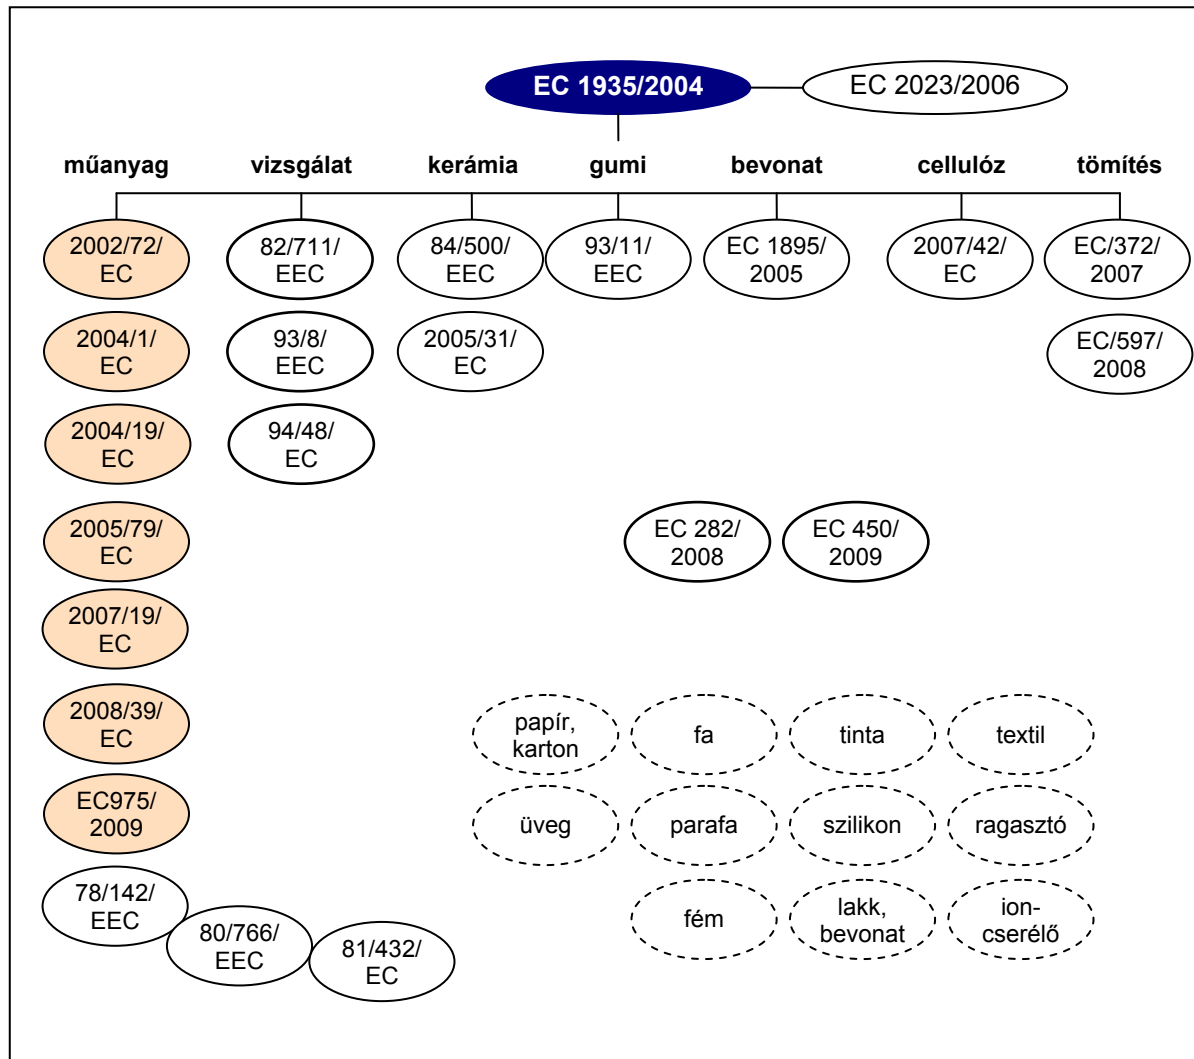 EC 1935/2004
EC 2023/2006
műanyag
vizsgálat
kerámia
gumi
bevonat
cellulóz
tömítés
2002/72/
EC
82/711/
EEC
84/500/
EEC
93/11/
EEC
EC 1895/
2005
2007/42/
EC
EC/372/
2007
2004/1/
EC
93/8/
EEC
2005/31/
EC
EC/597/
2008
2004/19/
EC
94/48/
EC
2005/79/
EC
EC 282/
2008
EC 450/
2009
2007/19/
EC
2008/39/
EC
papír,
karton
fa
tinta
textil
EC975/
2009
üveg
parafa
szilikon
ragasztó
78/142/
EEC
80/766/
EEC
81/432/
EC
fém
lakk,
bevonat
ion-
cserélő